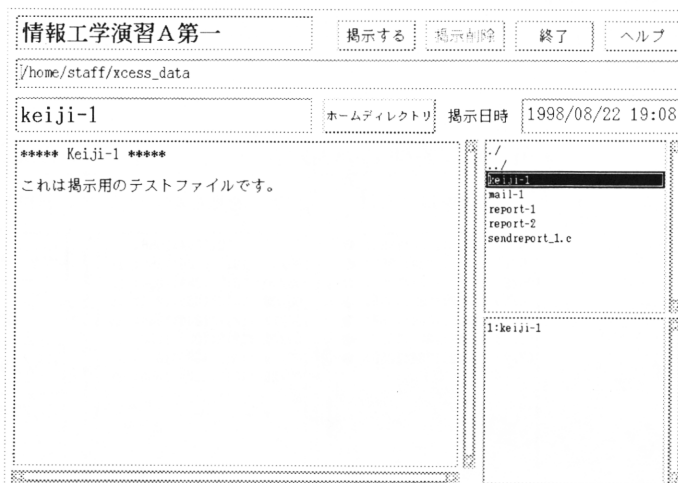 情報工学演習A第一
掲示する
掲示削除
終了
ヘルプ
/home/staff/xcess_data
keiji-1
ホームディレクトリ
掲示日時
1998/08/22 19:08
***** Keiji-1 *****
これは掲示用のテストファイルです。
./
../
keiji-1
mail-1
report-1
report-2
sendreport_1.c
1:keiji-1